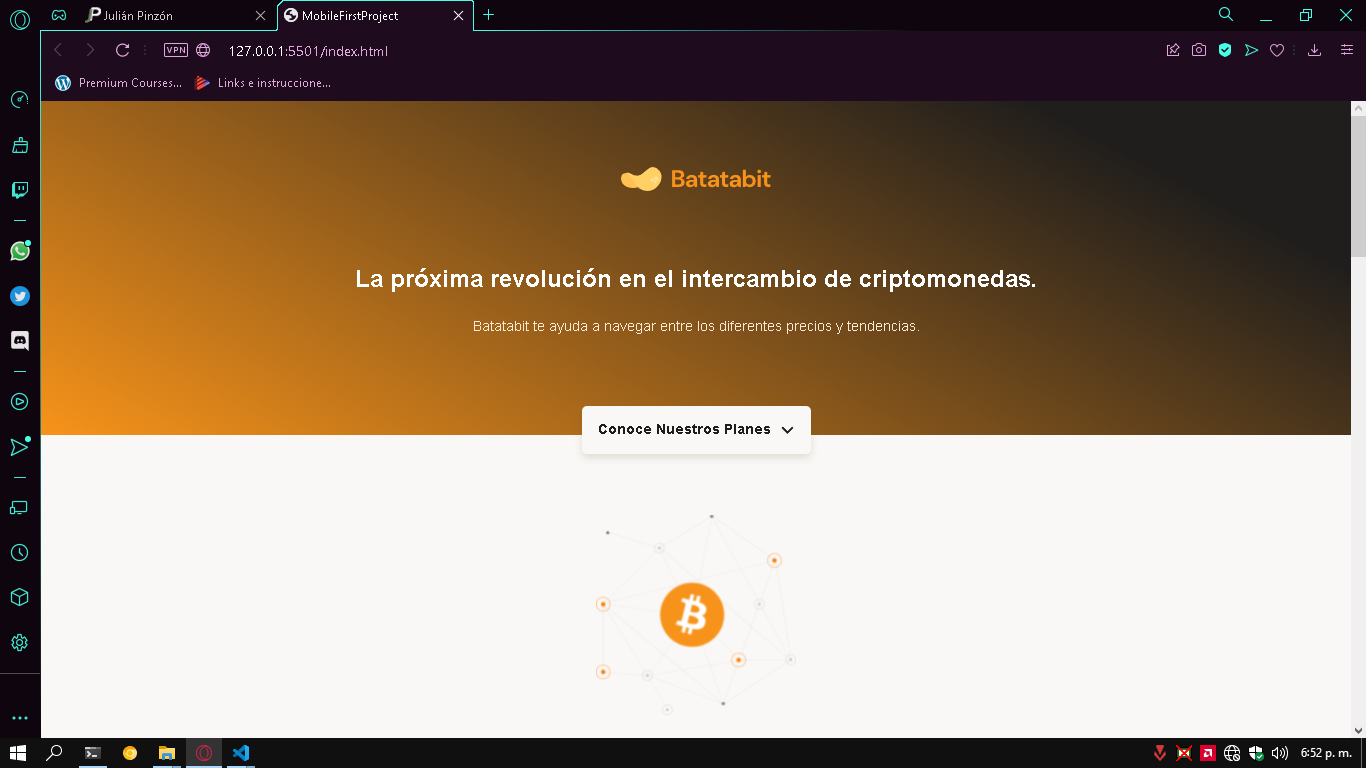 Julián Pinzón
MobileFirstProject
VPN
127.0.0.1:5501/index.html
Premium Courses...
Links e instruccione...
Batatabit
La próxima revolución en el intercambio de criptomonedas.
Batatabit te ayuda a navegar entre los diferentes precios y tendencias.
Conoce Nuestros Planes
6:52 p. m.